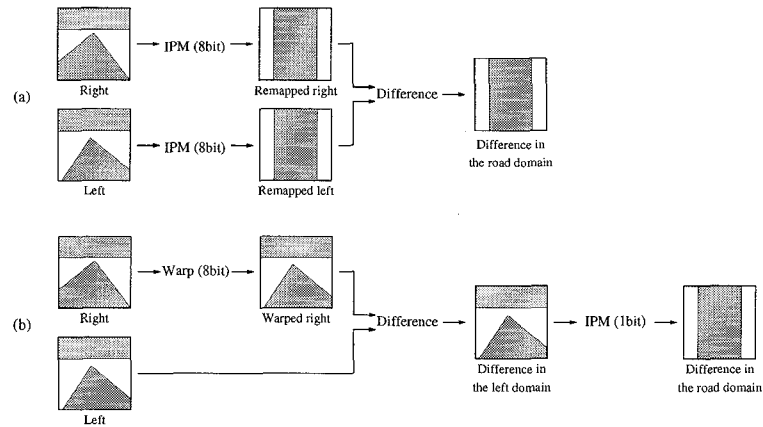 (a)
Right
IPM (8bit)
Remapped right
Left
IPM (8bit)
Remapped left
Difference
Difference in
the road domain
(b)
Right
Warp (8bit)
Warped right
Left
Difference
Difference in
the left domain
IPM (1bit)
Difference in
the road domain